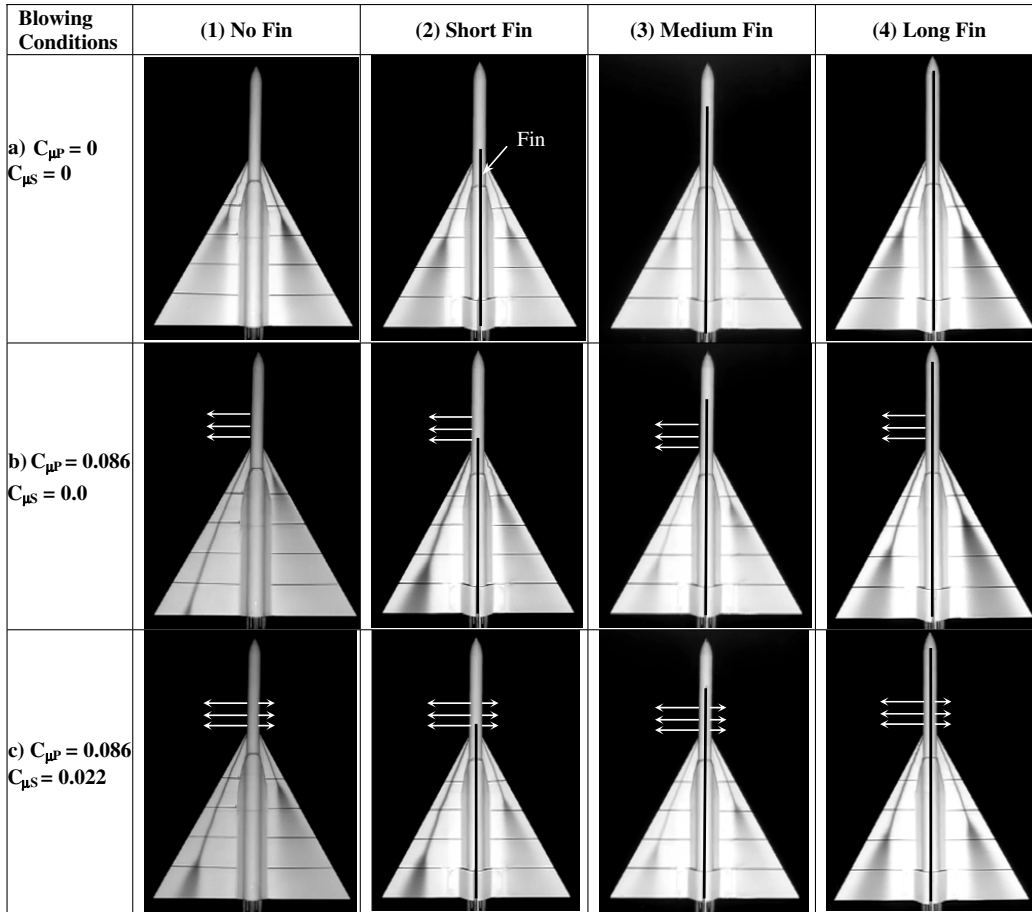 Blowing
Conditions
(1) No Fin
(2) Short Fin
(3) Medium Fin
(4) Long Fin
a) CμP = 0
CμS = 0
Fin
b) CμP = 0.086
CμS = 0.0
c) CμP = 0.086
CμS = 0.022